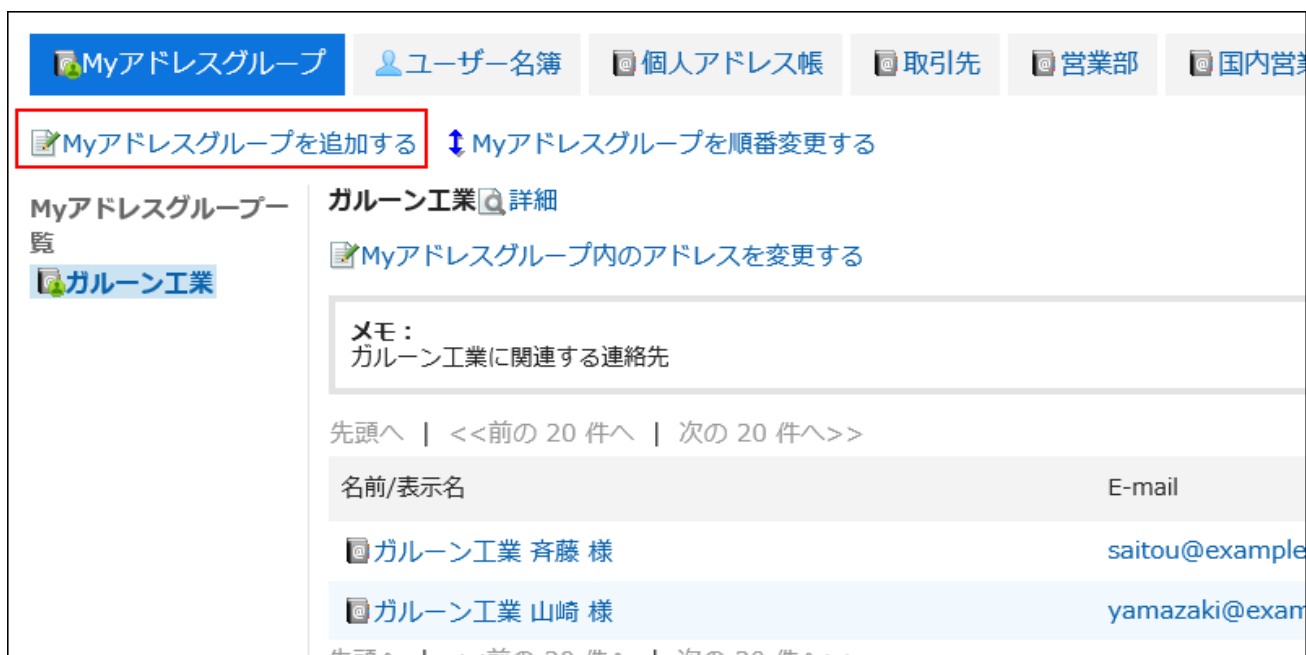 Myアドレスグループ ユーザー名簿 個人アドレス帳 取引先 営業部 国内営
Myアドレスグループを追加する Myアドレスグループを順番変更する
Myアドレスグループ一
覧
ガルーン工業
ガルーン工業 詳細
Myアドレスグループ内のアドレスを変更する
メモ：
ガルーン工業に関連する連絡先
先頭へ | <<前の 20 件へ | 次の 20 件へ>>
名前/表示名 E-mail
ガルーン工業 斉藤 様 saitou@example
ガルーン工業 山崎 様 yamazaki@exam